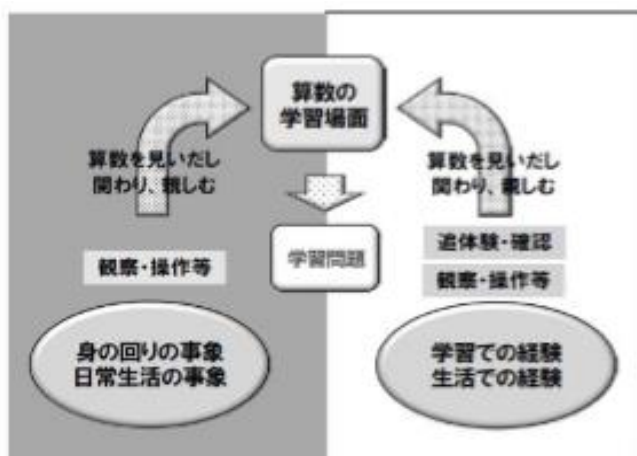 算数の
学習場面
算数を見いだし
関わり、親しむ
算数を見いだし
関わり、親しむ
学習問題
観察・操作等
追体験・確認
観察・操作等
身の回りの事象
日常生活の事象
学習での経験
生活での経験